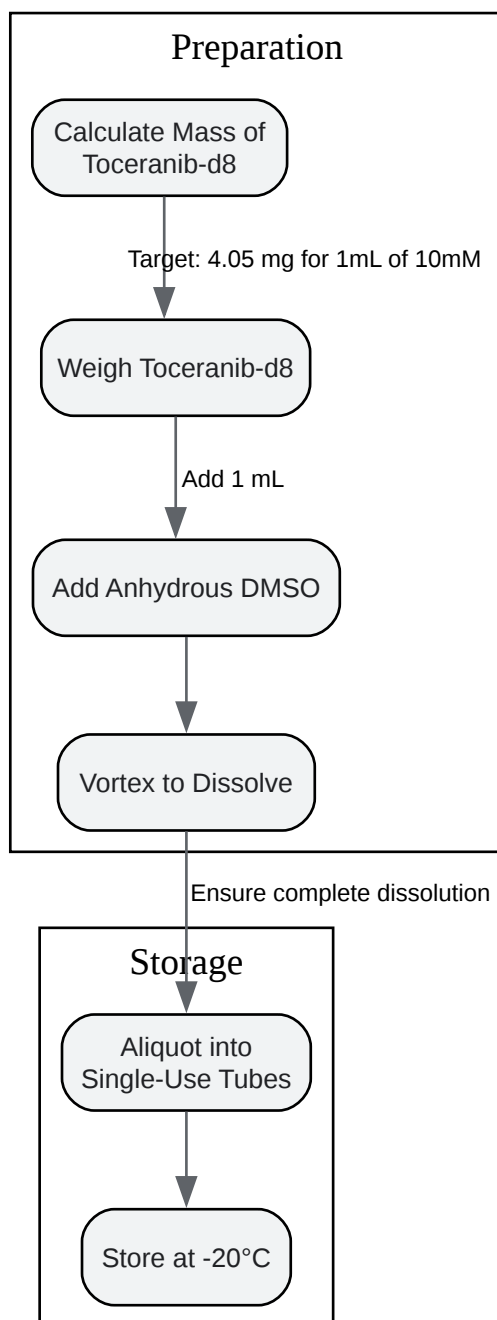 Preparation
Calculate Mass of
Toceranib-d8
Target: 4.05 mg for 1mL of 10mM
Weigh Toceranib-d8
Add 1 mL
Add Anhydrous DMSO
Vortex to Dissolve
Ensure complete dissolution
Storage
Aliquot into
Single-Use Tubes
Store at -20°C